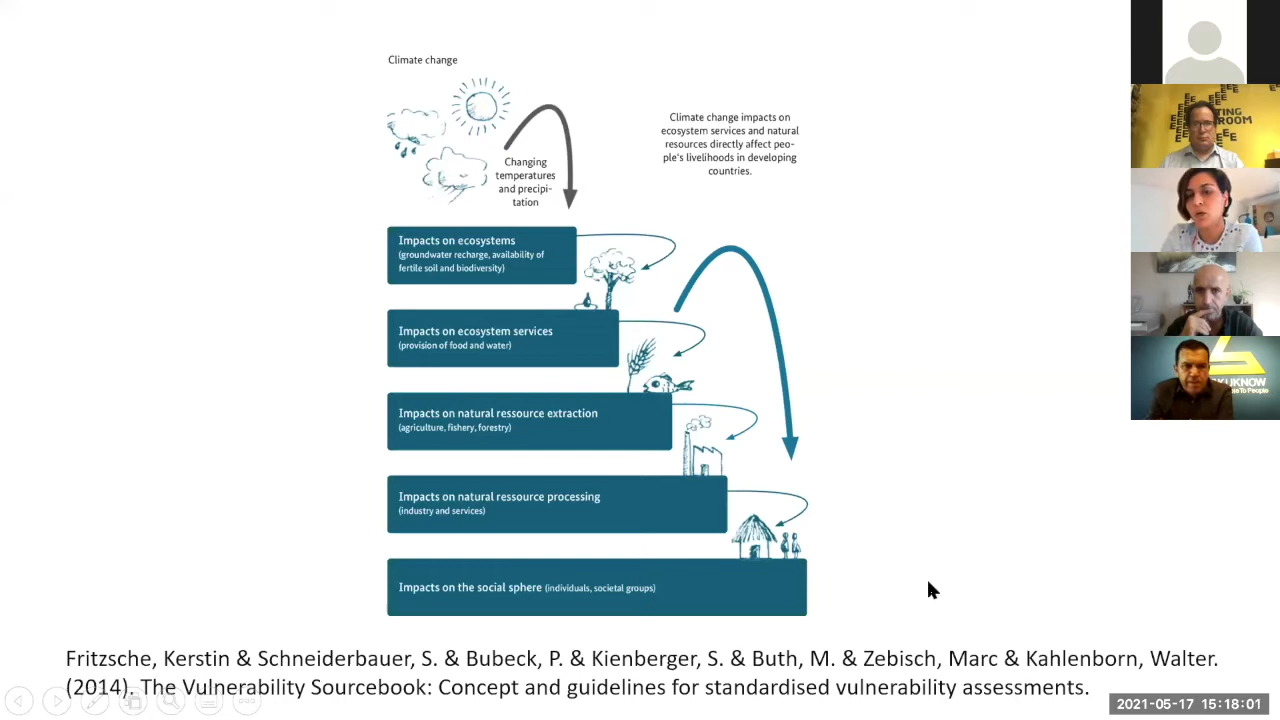 Climate change
Changing
temperatures
and precipi-
tation
Climate change impacts on
ecosystem services and natural
resources directly affect peo-
ple's livelihoods in developing
countries.
Impacts on ecosystems
(groundwater recharge, availability of
fertile soil and biodiversity)
Impacts on ecosystem services
(provision of food and water)
Impacts on natural ressource extraction
(agriculture, fishery, forestry)
Impacts on natural ressource processing
(industry and services)
Impacts on the social sphere (individuals, societal groups)
Fritzsche, Kerstin & Schneiderbauer, S. & Bubeck, P. & Kienberger, S. & Buth, M. & Zebisch, Marc & Kahlenborn, Walter.
(2014). The Vulnerability Sourcebook: Concept and guidelines for standardised vulnerability assessments.
2021-05-17 15:18:01